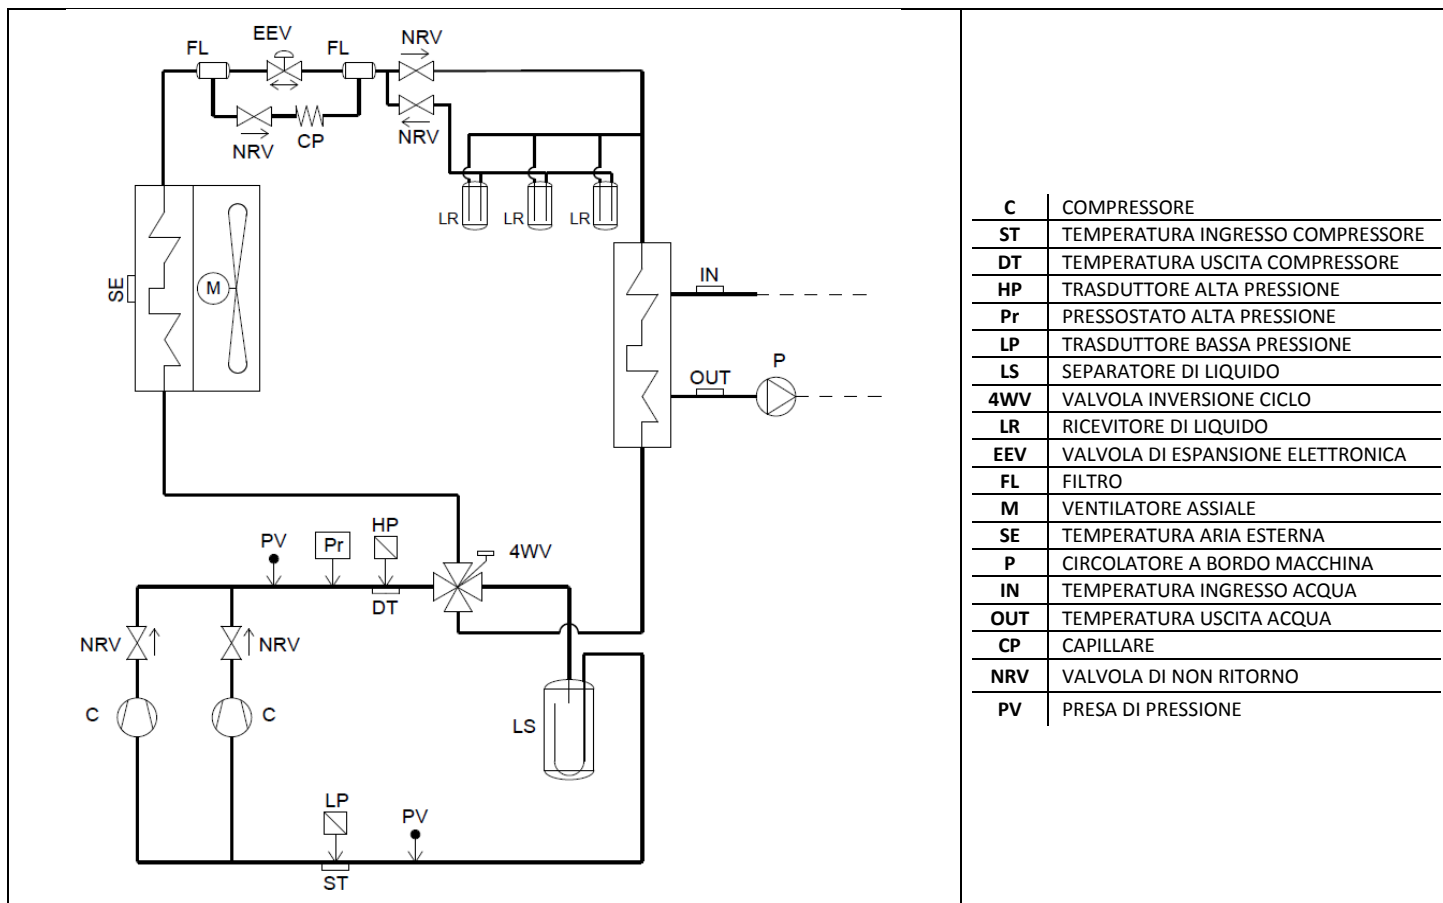 EEV
NRV
FL
FL
NRV
CP
NRV
LR
LR
LR
SE
M
IN
OUT
P
HP
PV
Pr
4WV
DT
NRV
NRV
C
C
LS
LP
PV
ST
C COMPRESSORE
ST TEMPERATURA INGRESSO COMPRESSORE
DT TEMPERATURA USCITA COMPRESSORE
HP TRASDUTTORE ALTA PRESSIONE
Pr PRESSOSTATO ALTA PRESSIONE
LP TRASDUTTORE BASSA PRESSIONE
LS SEPARATORE DI LIQUIDO
4WV VALVOLA INVERSIONE CICLO
LR RICEVITORE DI LIQUIDO
EEV VALVOLA DI ESPANSIONE ELETTRONICA
FL FILTRO
M VENTILATORE ASSIALE
SE TEMPERATURA ARIA ESTERNA
P CIRCOLATORE A BORDO MACCHINA
IN TEMPERATURA INGRESSO ACQUA
OUT TEMPERATURA USCITA ACQUA
CP CAPILLARE
NRV VALVOLA DI NON RITORNO
PV PRESA DI PRESSIONE